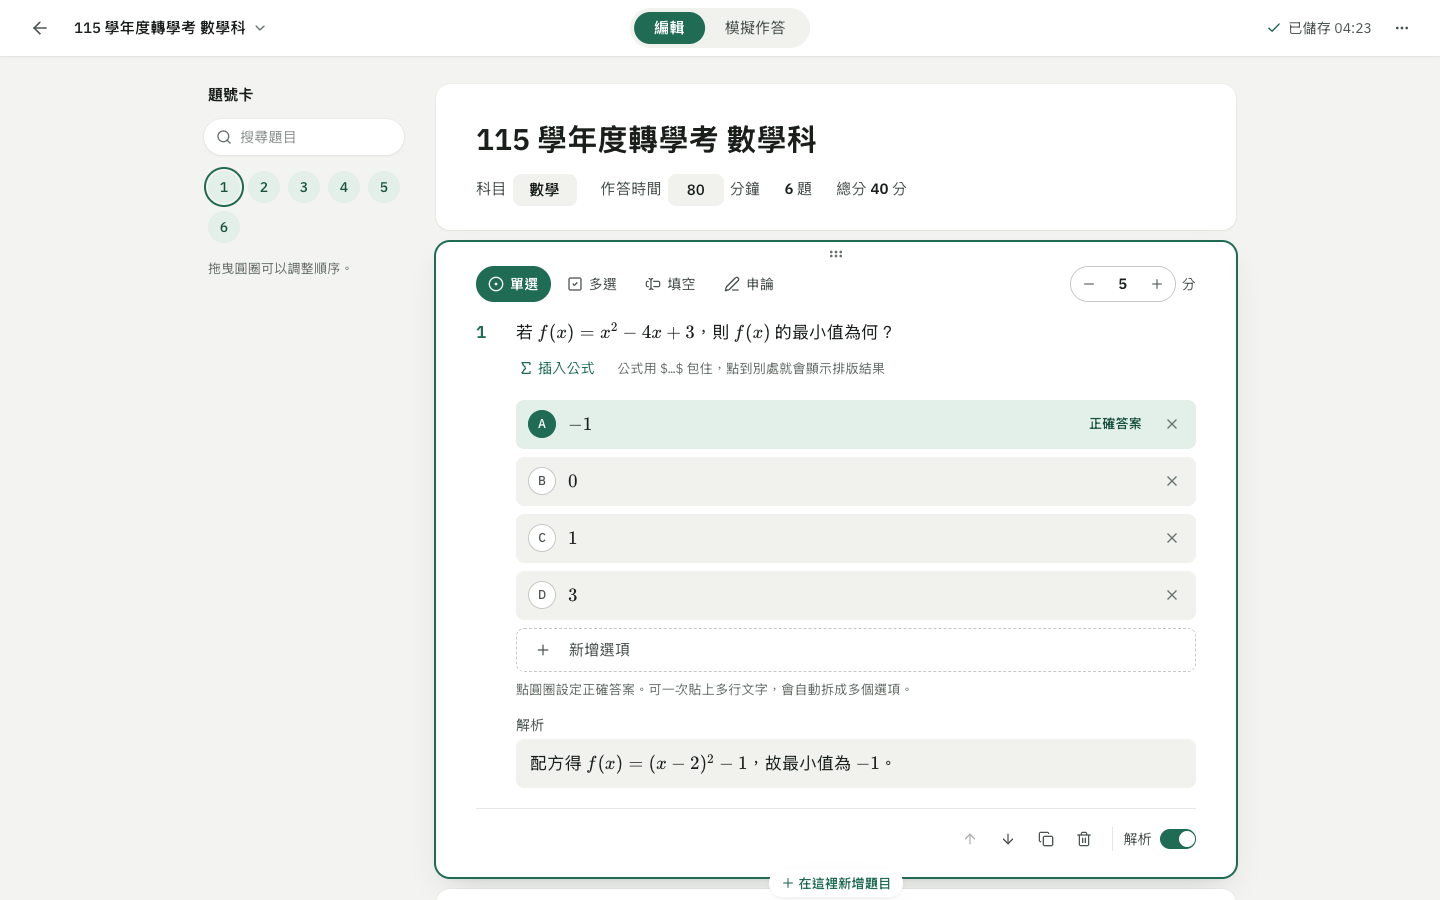 115 學年度轉學考 數學科
編輯 模擬作答
已儲存 04:23
題號卡
搜尋題目
1 2 3 4 5
6
拖曳圓圈可以調整順序。
115 學年度轉學考 數學科
科目 數學 作答時間 80 分鐘 6 題 總分 40 分
單選 多選 填空 申論 5 分
1 若 f(x) = x² − 4x + 3，則 f(x) 的最小值為何？
插入公式 公式用 $…$ 包住，點到別處就會顯示排版結果
A −1 正確答案
B 0
C 1
D 3
新增選項
點圓圈設定正確答案。可一次貼上多行文字，會自動拆成多個選項。
解析
配方得 f(x) = (x − 2)² − 1，故最小值為 −1。
解析
在這裡新增題目